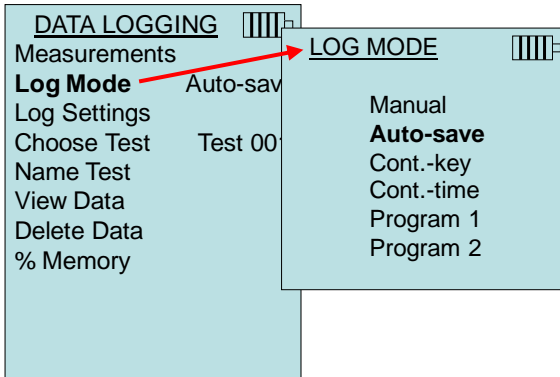 DATA LOGGING
Measurements
Log Mode
Log Settings
Choose Test
Name Test
View Data
Delete Data
% Memory
LOG MODE
Manual
Auto-save
Cont.-key
Cont.-time
Program 1
Program 2